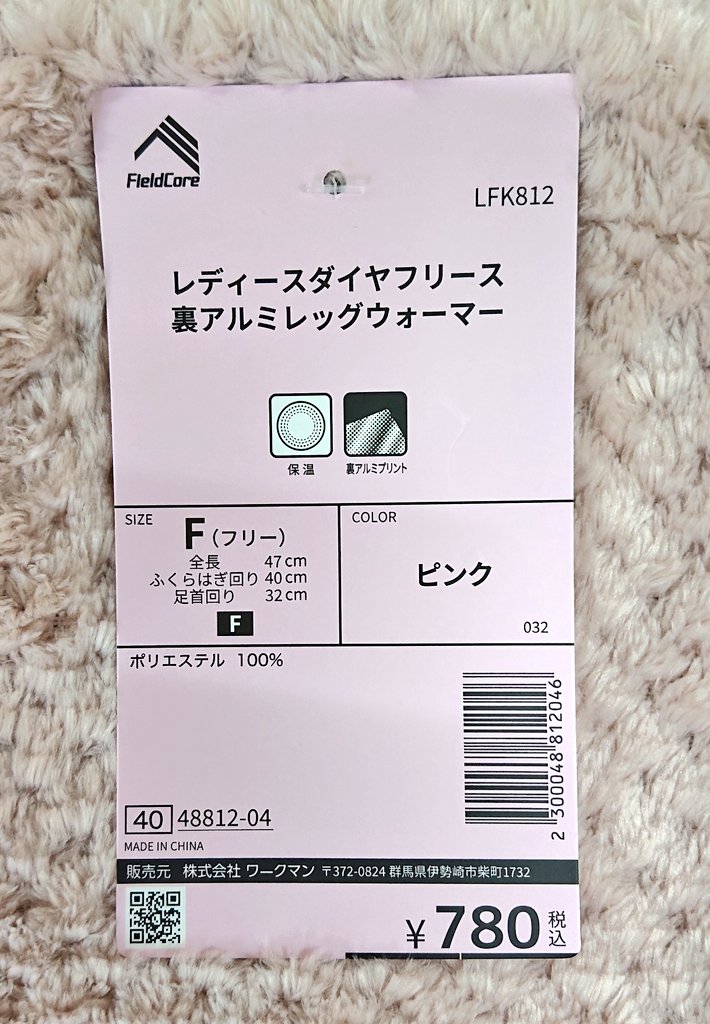 FieldCore
LFK812
レディースダイヤフリース
裏アルミレッグウォーマー
保温
裏アルミプリント
SIZE
F(フリー)
全長 47cm
ふくらはぎ回り 40cm
足首回り 32cm
F
COLOR
ピンク
032
ポリエステル 100%
2 300048 812046
40 48812-04
MADE IN CHINA
販売元 株式会社 ワークマン 〒372-0824 群馬県伊勢崎市柴町1732
¥780税込